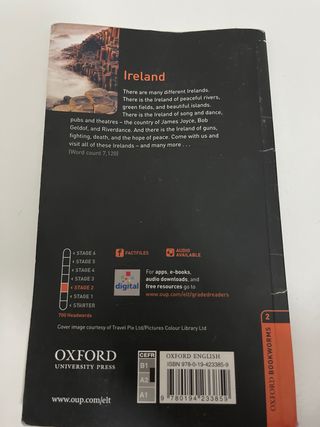 Ireland
There are many different Irelands.
There is the Ireland of peaceful rivers,
green fields, and beautiful islands.
There is the Ireland of song and dance,
pubs and theatres – the country of James Joyce, Bob
Geldof, and Riverdance. And there is the Ireland of guns,
fighting, death, and the hope of peace. Come with us and
visit all of these Irelands – and many more . . .
(Word count 7,120)
STAGE 6
STAGE 5
STAGE 4
STAGE 3
STAGE 2
STAGE 1
STARTER
700 Headwords
FACTFILES
AUDIO
AVAILABLE
digital
For apps, e-books,
audio downloads, and
free resources go to
www.oup.com/elt/gradedreaders
Cover image courtesy of Travel Pix Ltd/Pictures Colour Library Ltd
2
OXFORD BOOKWORMS
OXFORD
UNIVERSITY PRESS
www.oup.com/elt
CEFR
B1
A2
A1
OXFORD ENGLISH
ISBN 978-0-19-423385-9
9 780194 233859